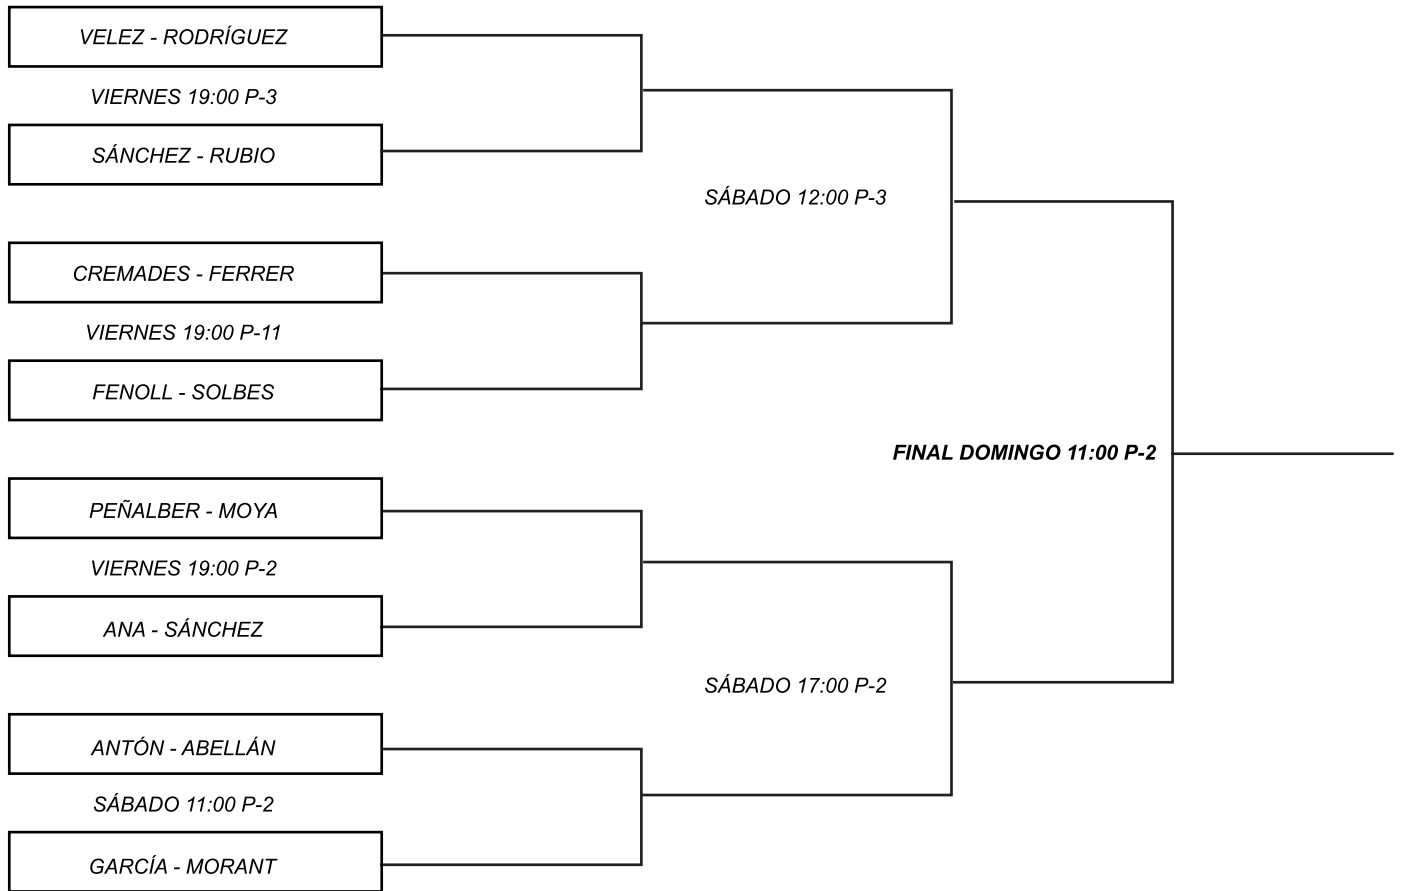 VELEZ - RODRÍGUEZ
VIERNES 19:00 P-3
SÁNCHEZ - RUBIO
SÁBADO 12:00 P-3
CREMADES - FERRER
VIERNES 19:00 P-11
FENOLL - SOLBES
FINAL DOMINGO 11:00 P-2
PEÑALBER - MOYA
VIERNES 19:00 P-2
ANA - SÁNCHEZ
SÁBADO 17:00 P-2
ANTÓN - ABELLÁN
SÁBADO 11:00 P-2
GARCÍA - MORANT